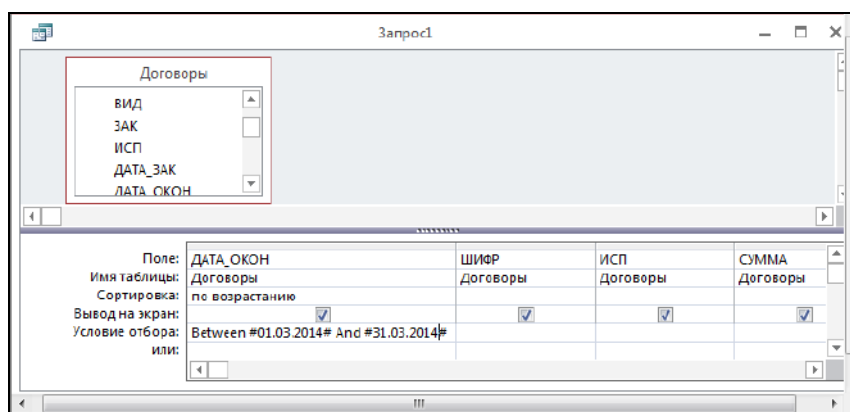 Запрос1
Договоры
ВИД
ЗАК
ИСП
ДАТА_ЗАК
ДАТА_ОКОН
Поле: ДАТА_ОКОН ШИФР ИСП СУММА
Имя таблицы: Договоры Договоры Договоры Договоры
Сортировка: по возрастанию
Вывод на экран:
Условие отбора: Between #01.03.2014# And #31.03.2014#
или: